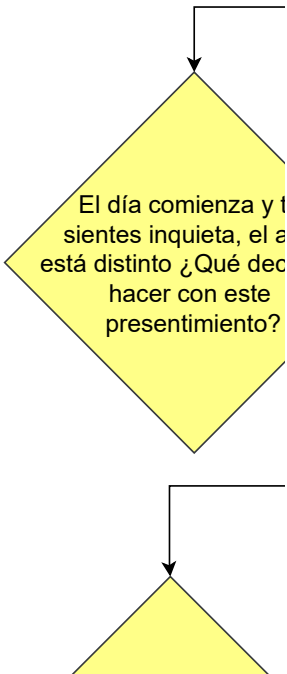 El día comienza y
sientes inquieta, el
está distinto ¿Qué
hacer con este
presentimiento?